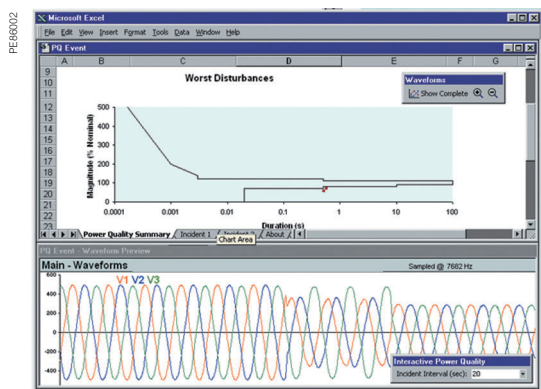 PE86002
Microsoft Excel
File Edit View Insert Format Tools Data Window Help
PQ Event
A B C D E F G
9
10
11
12
13
14
15
16
17
18
19
20
21
22
23
Worst Disturbances
Waveforms
Show Complete
Magnitude (% Nominal)
500
400
300
200
100
0
0.0001 0.001 0.01 0.1 1 10 100
Duration (s)
Power Quality Summary Incident 1 Incident 2 About
Chart Area
PQ Event - Waveform Preview
Main - Waveforms
Sampled @ 7682 Hz
V1 V2 V3
600
400
200
0
-200
-400
Interactive Power Quality
Incident Interval (sec): 20